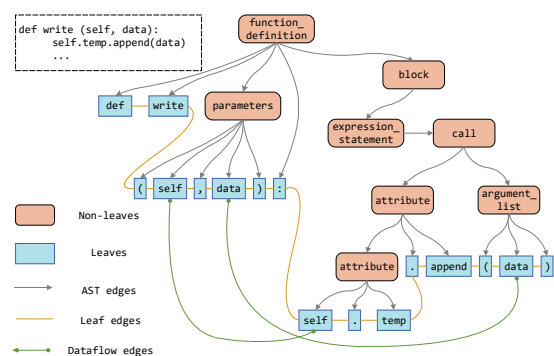 def write (self, data):
self.temp.append(data)
...
function_
definition
block
def
write
parameters
expression_
statement
call
(
self
,
data
)
:
attribute
argument_
list
Non-leaves
Leaves
attribute
.
append
(
data
)
AST edges
self
.
temp
Leaf edges
Dataflow edges